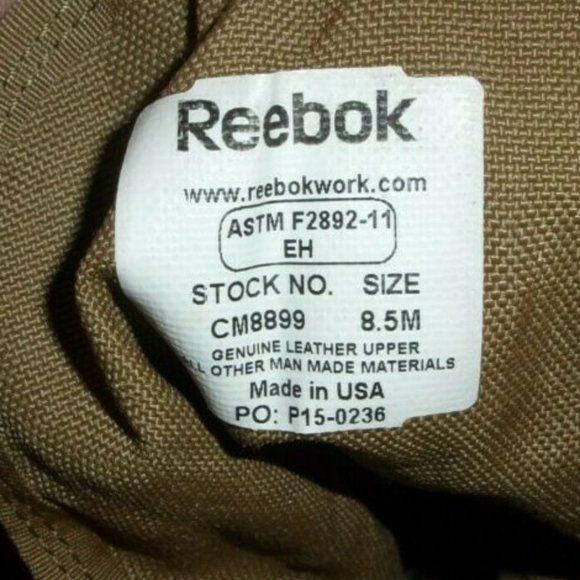 Reebok
www.reebokwork.com
ASTM F2892-11
EH
STOCK NO. SIZE
CM8899 8.5M
GENUINE LEATHER UPPER
OTHER MAN MADE MATERIALS
Made in USA
PO: P15-0236